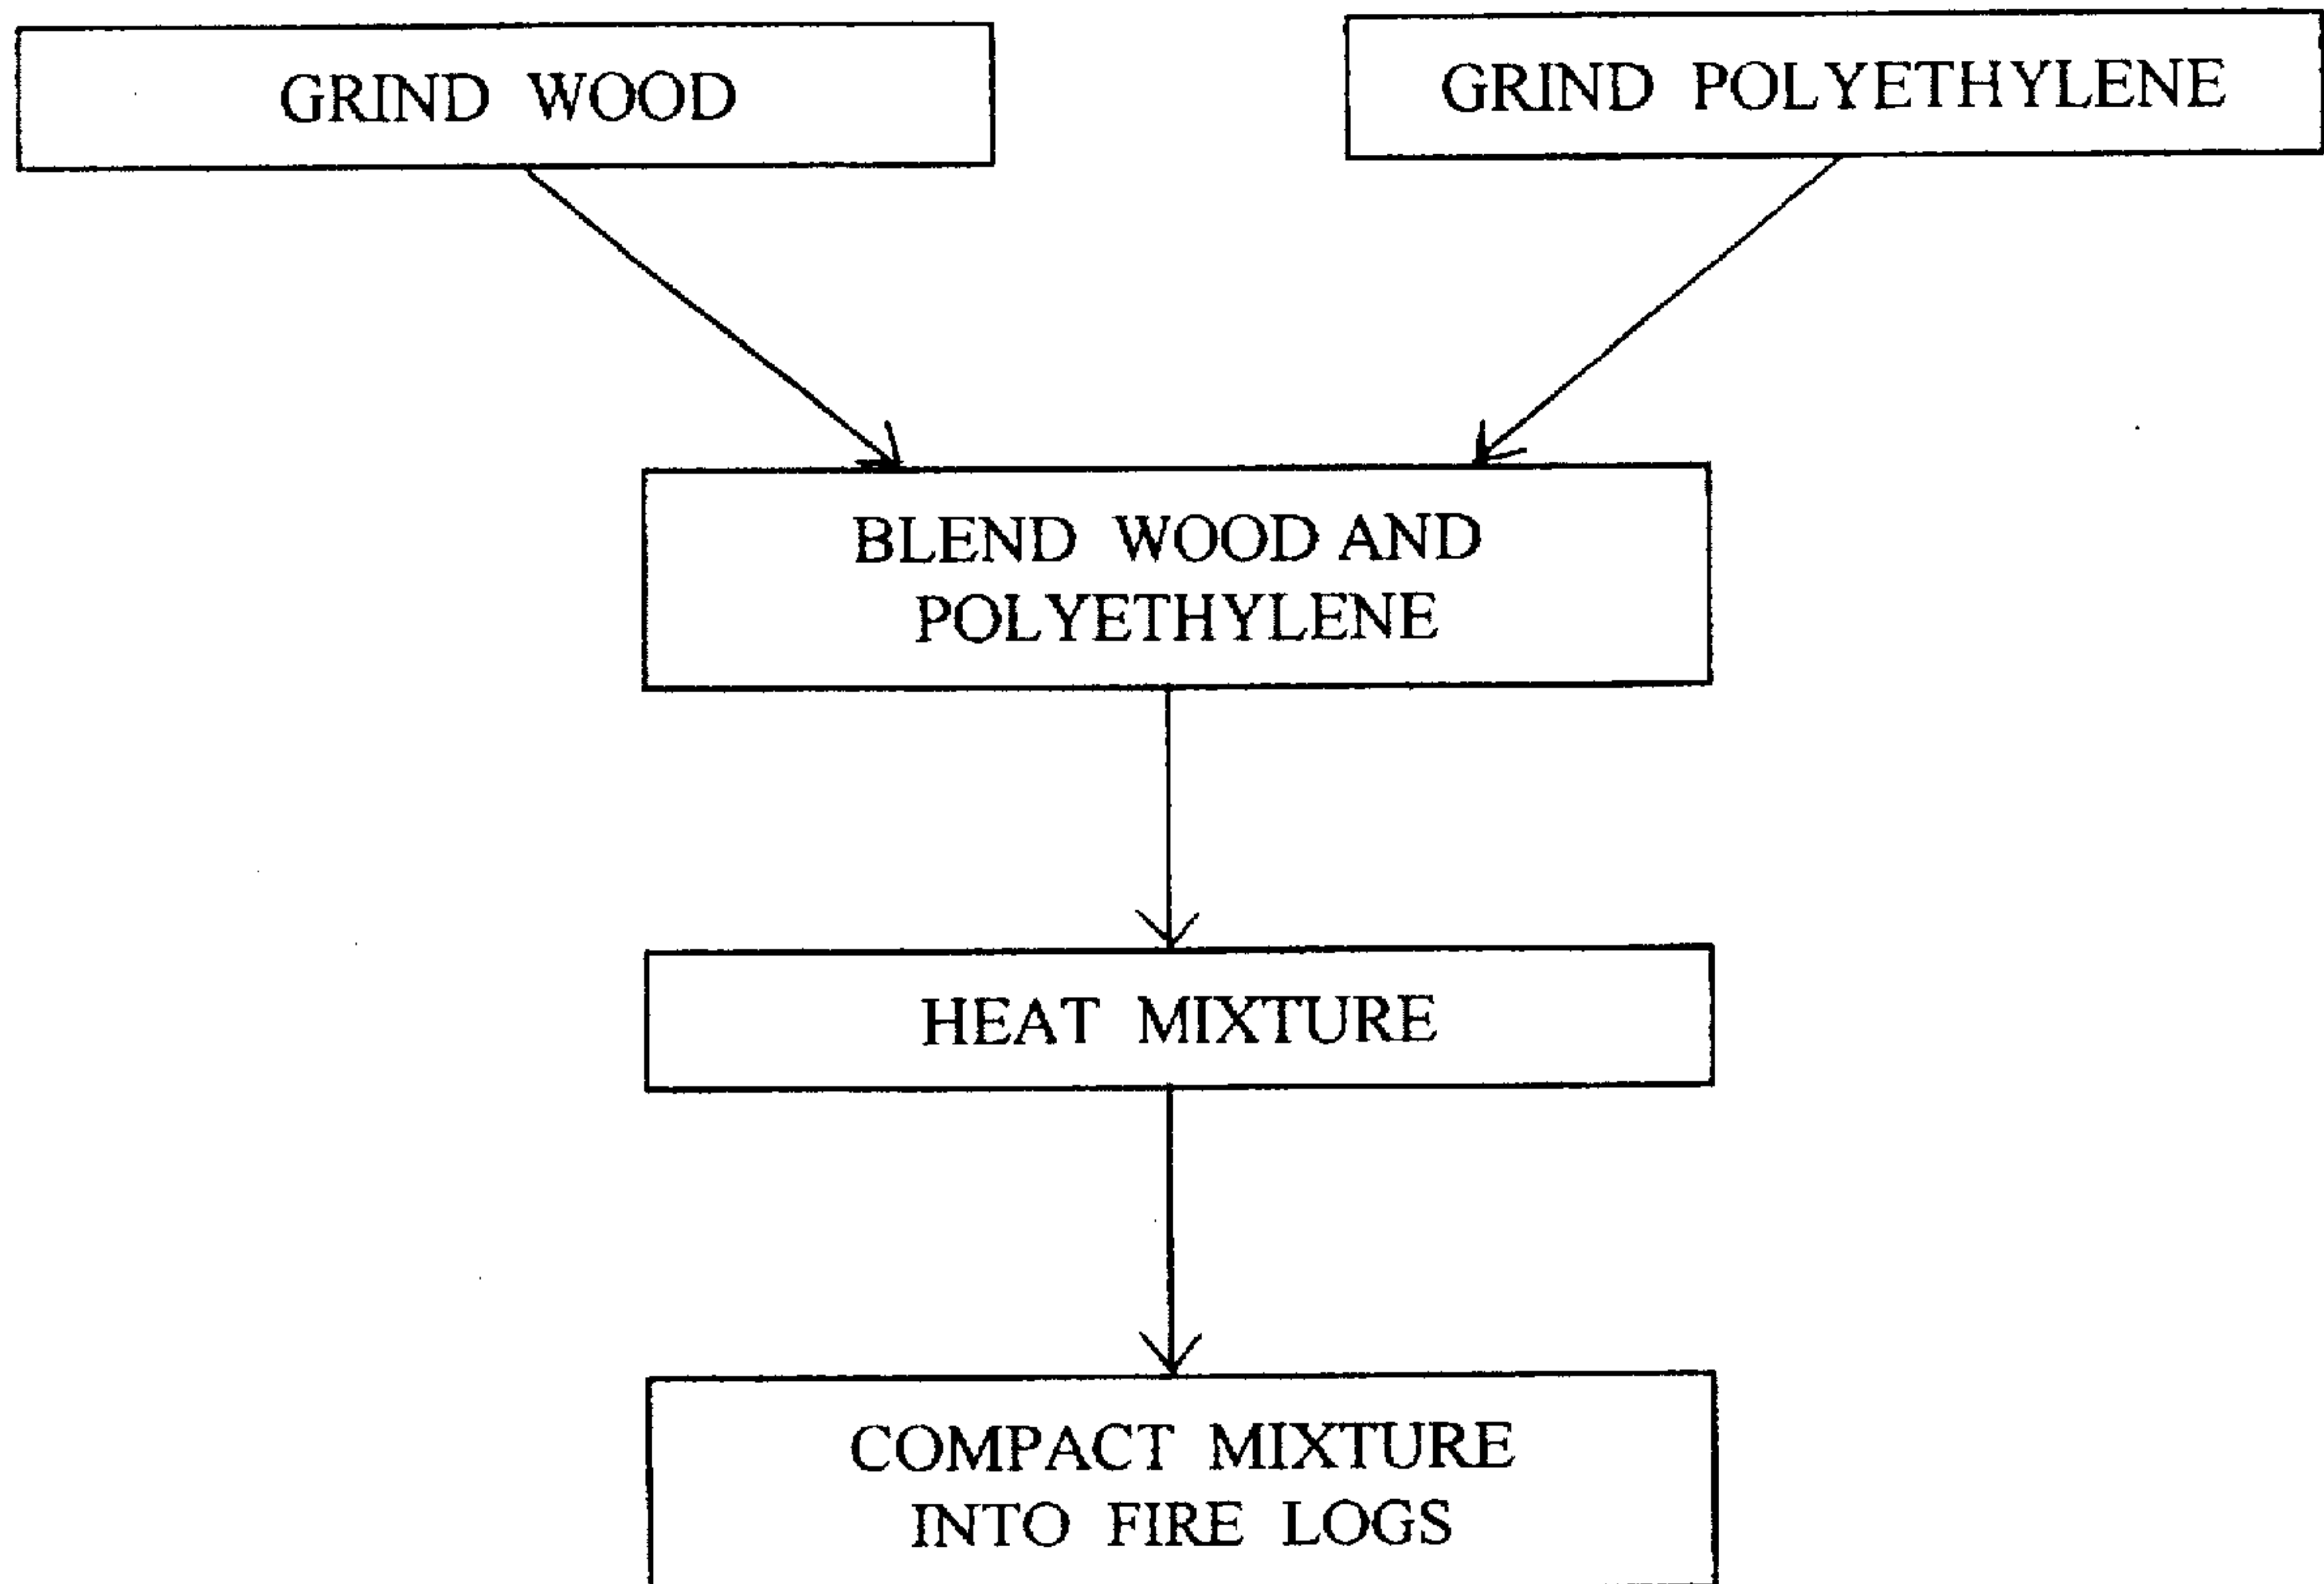 GRIND WOOD
GRIND POLYETHYLENE
BLEND WOOD AND
POLYETHYLENE
HEAT MIXTURE
COMPACT MIXTURE
INTO FIRE LOGS